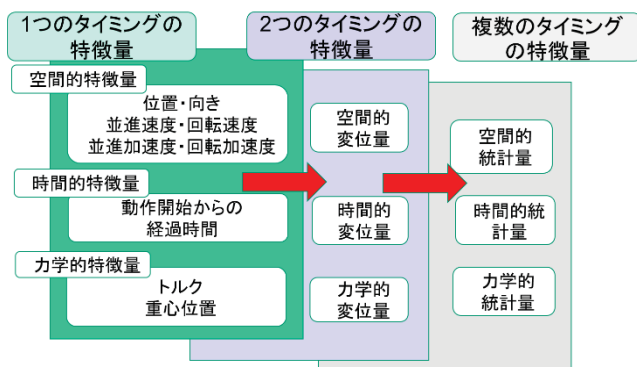 1つのタイミングの
特徴量
2つのタイミングの
特徴量
複数のタイミング
の特徴量
空間的特徴量
位置・向き
並進速度・回転速度
並進加速度・回転加速度
時間的特徴量
動作開始からの
経過時間
力学的特徴量
トルク
重心位置
空間的
変位量
時間的
変位量
力学的
変位量
空間的
統計量
時間的統
計量
力学的
統計量